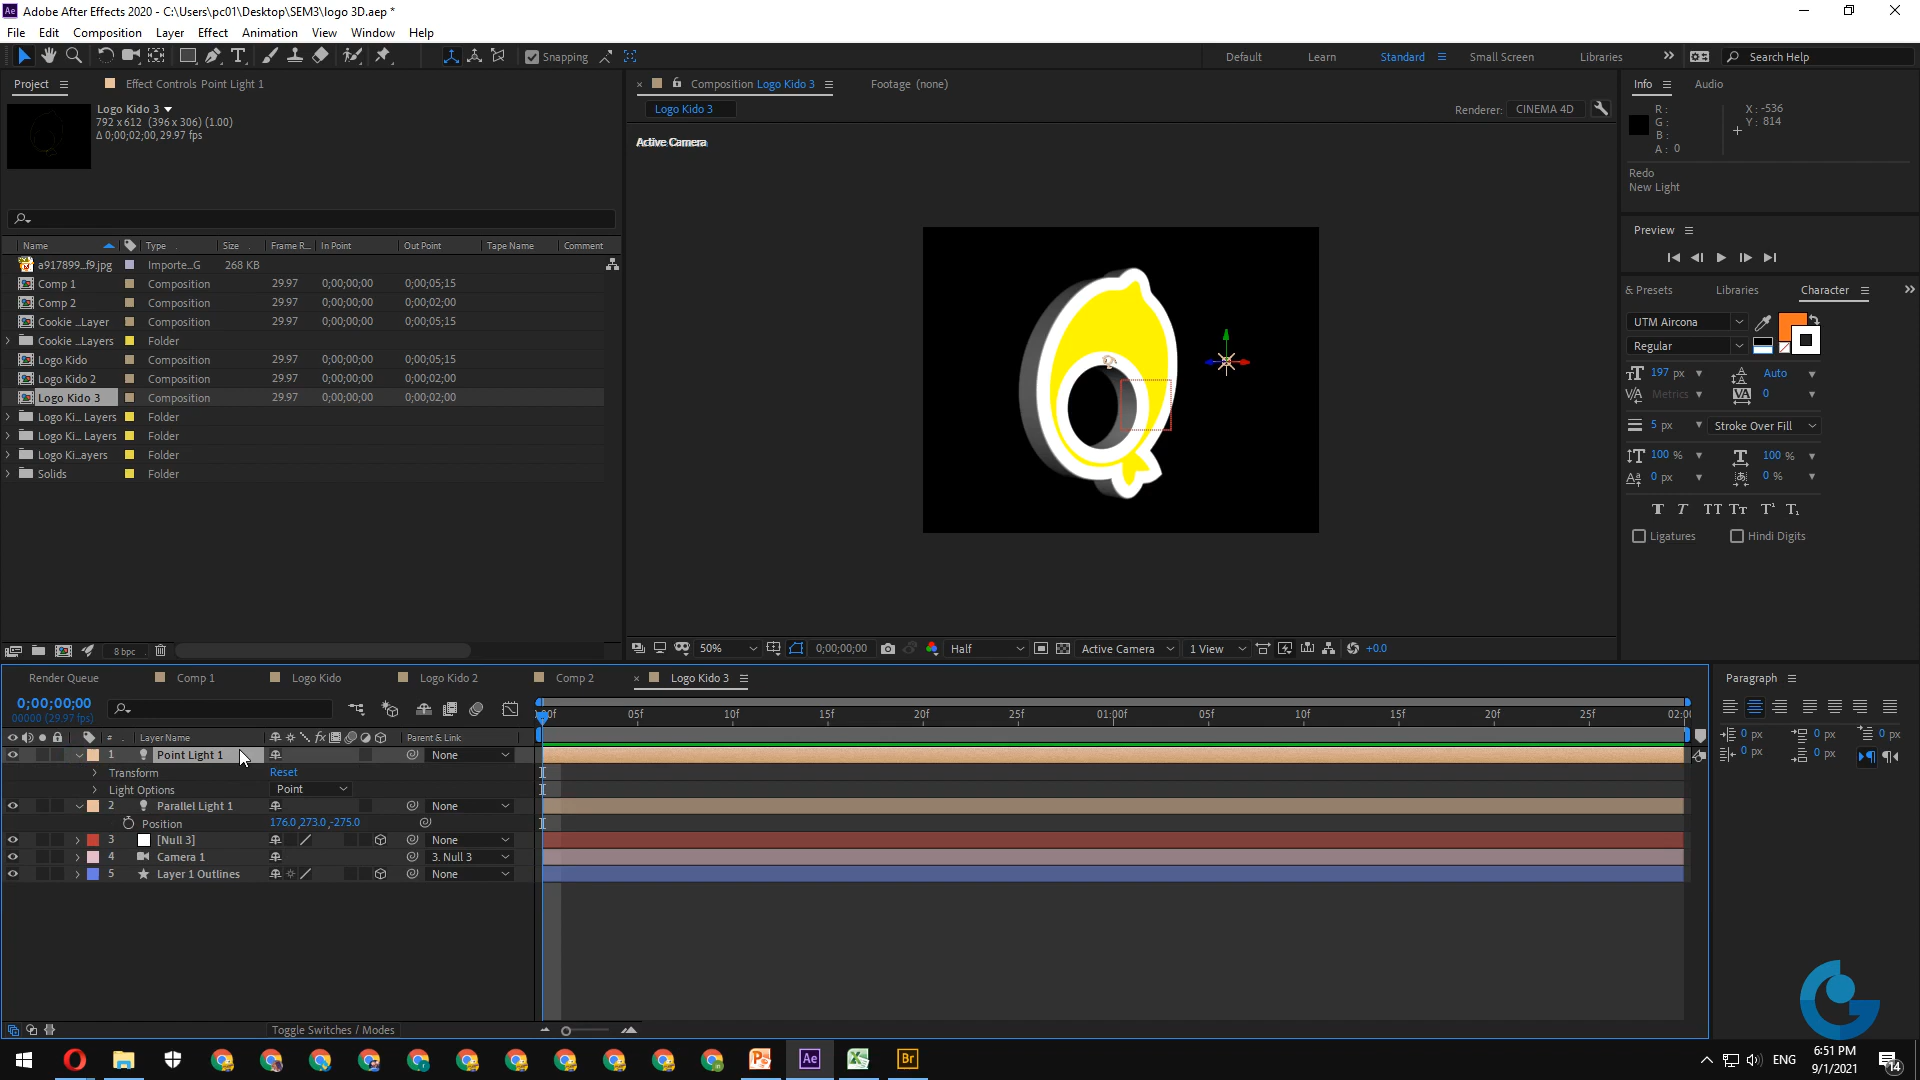 Adobe After Effects 2020 - C:\Users\pc01\Desktop\SEM3\logo 3D.aep *
File Edit Composition Layer Effect Animation View Window Help
Snapping Default Learn Standard Small Screen Libraries Search Help
Project Effect Controls Point Light 1
Logo Kido 3
792 x 612 (396 x 306) (1.00)
Δ 0;00;02;00, 29.97 fps
Name Type Size Frame R... In Point Out Point Tape Name Comment
a917899...f9.jpg Importe...G 268 KB
Comp 1 Composition 29.97 0;00;00;00 0;00;05;15
Comp 2 Composition 29.97 0;00;00;00 0;00;02;00
Cookie ...Layer Composition 29.97 0;00;00;00 0;00;05;15
Cookie ...Layers Folder
Logo Kido Composition 29.97 0;00;00;00 0;00;05;15
Logo Kido 2 Composition 29.97 0;00;00;00 0;00;02;00
Logo Kido 3 Composition 29.97 0;00;00;00 0;00;02;00
Logo Ki... Layers Folder
Logo Ki... Layers Folder
Logo Ki...ayers Folder
Solids Folder
8 bpc
Composition Logo Kido 3 Footage (none)
Logo Kido 3 Renderer: CINEMA 4D
Active Camera
50% 0;00;00;00 Half Active Camera 1 View +0.0
Info Audio
R: X: -536
G: Y: 814
B:
A: 0
Redo
New Light
Preview
& Presets Libraries Character
UTM Aircona
Regular
197 px Auto
Metrics 0
5 px Stroke Over Fill
100 % 100 %
0 px 0 %
T T TT Tt T¹ T₁
Ligatures Hindi Digits
Render Queue Comp 1 Logo Kido Logo Kido 2 Comp 2 Logo Kido 3
0;00;00;00
00000 (29.97 fps)
:00f 05f 10f 15f 20f 25f 01:00f 05f 10f 15f 20f 25f 02:00
# Layer Name fx Parent & Link
1 Point Light 1 None
Transform Reset
Light Options Point
2 Parallel Light 1 None
Position 176.0,273.0,-275.0
3 [Null 3] None
4 Camera 1 3. Null 3
5 Layer 1 Outlines None
Toggle Switches / Modes
Paragraph
0 px 0 px 0 px
0 px 0 px
Ae Br
ENG
6:51 PM
9/1/2021
14